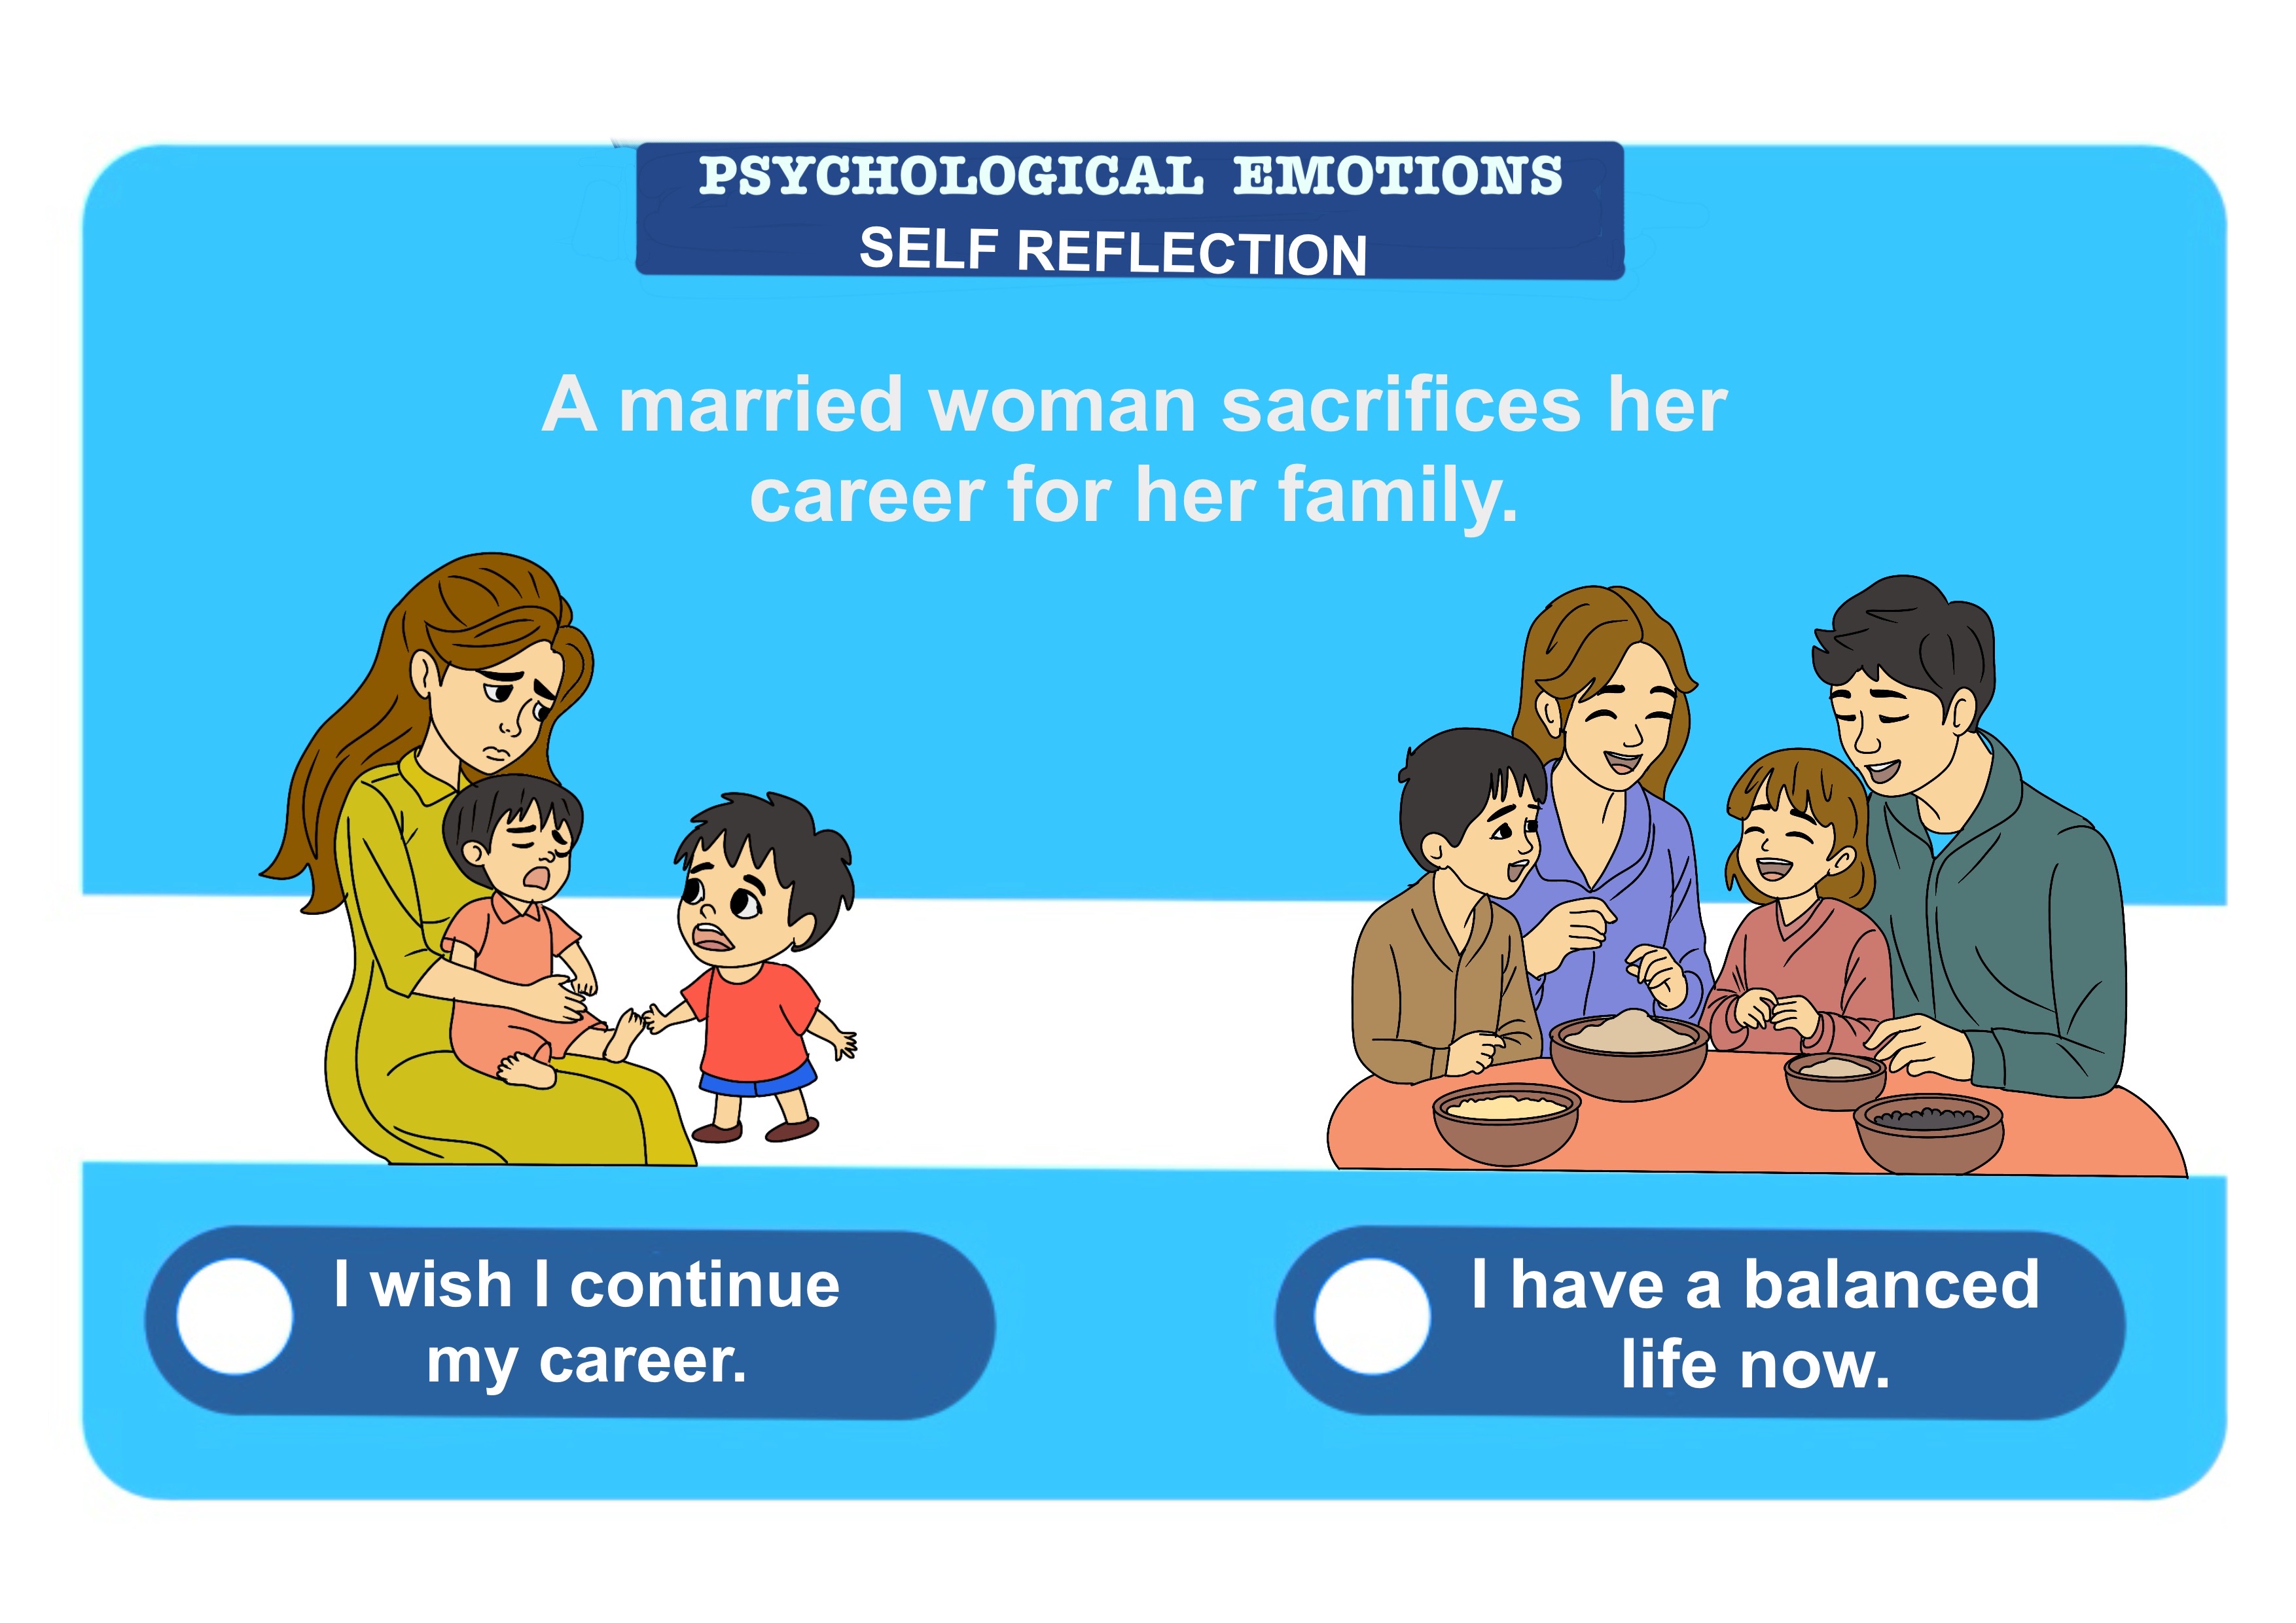 PSYCHOLOGICAL EMOTIONS
SELF REFLECTION
A married woman sacrifices her
career for her family.
I wish I continue
my career.
I have a balanced
life now.